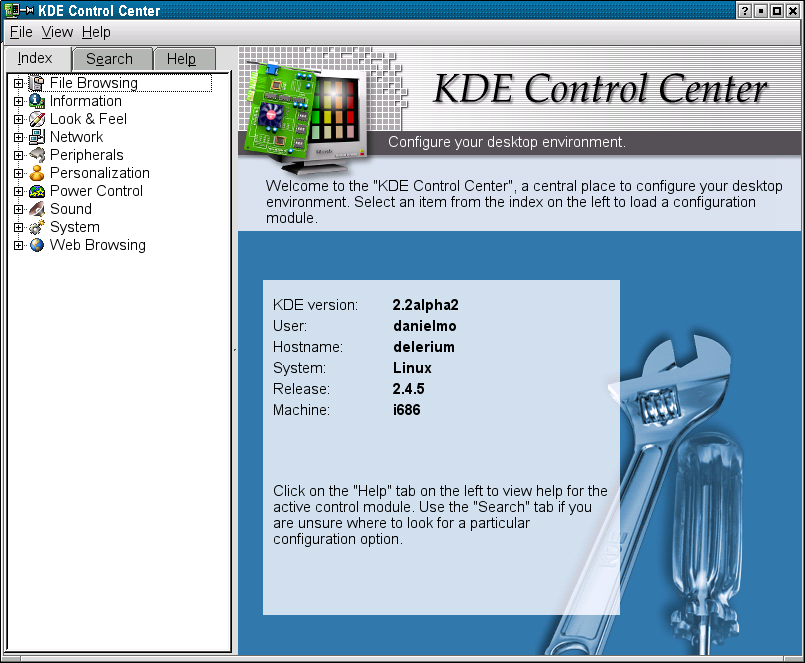 KDE Control Center
File View Help
Index Search Help
File Browsing
Information
Look & Feel
Network
Peripherals
Personalization
Power Control
Sound
System
Web Browsing
KDE Control Center
Configure your desktop environment.
Welcome to the "KDE Control Center", a central place to configure your desktop
environment. Select an item from the index on the left to load a configuration
module.
KDE version: 2.2alpha2
User: danielmo
Hostname: delerium
System: Linux
Release: 2.4.5
Machine: i686
Click on the "Help" tab on the left to view help for the
active control module. Use the "Search" tab if you
are unsure where to look for a particular
configuration option.
KDE